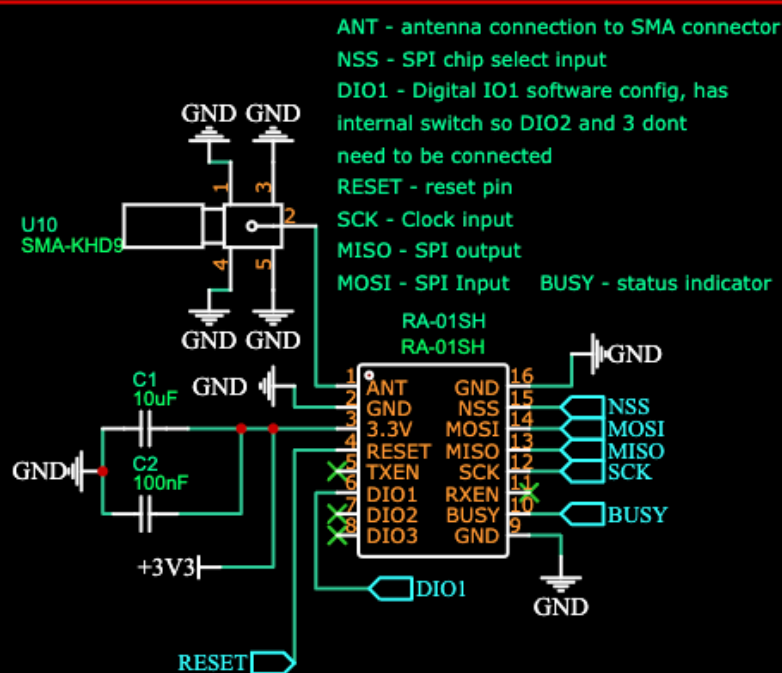 ANT - antenna connection to SMA connector
NSS - SPI chip select input
DIO1 - Digital IO1 software config, has
internal switch so DIO2 and 3 dont
need to be connected
RESET - reset pin
SCK - Clock input
MISO - SPI output
MOSI - SPI Input BUSY - status indicator
GND GND
1 3
U10
SMA-KHD9
2
4 5
GND GND
RA-01SH
RA-01SH
C1
10uF
GND
C2
100nF
GND
+3V3
1 ANT GND 16 GND
2 GND NSS 15 NSS
3 3.3V MOSI 14 MOSI
4 RESET MISO 13 MISO
5 TXEN SCK 12 SCK
6 DIO1 RXEN 11
7 DIO2 BUSY 10 BUSY
8 DIO3 GND 9
GND
DIO1
RESET